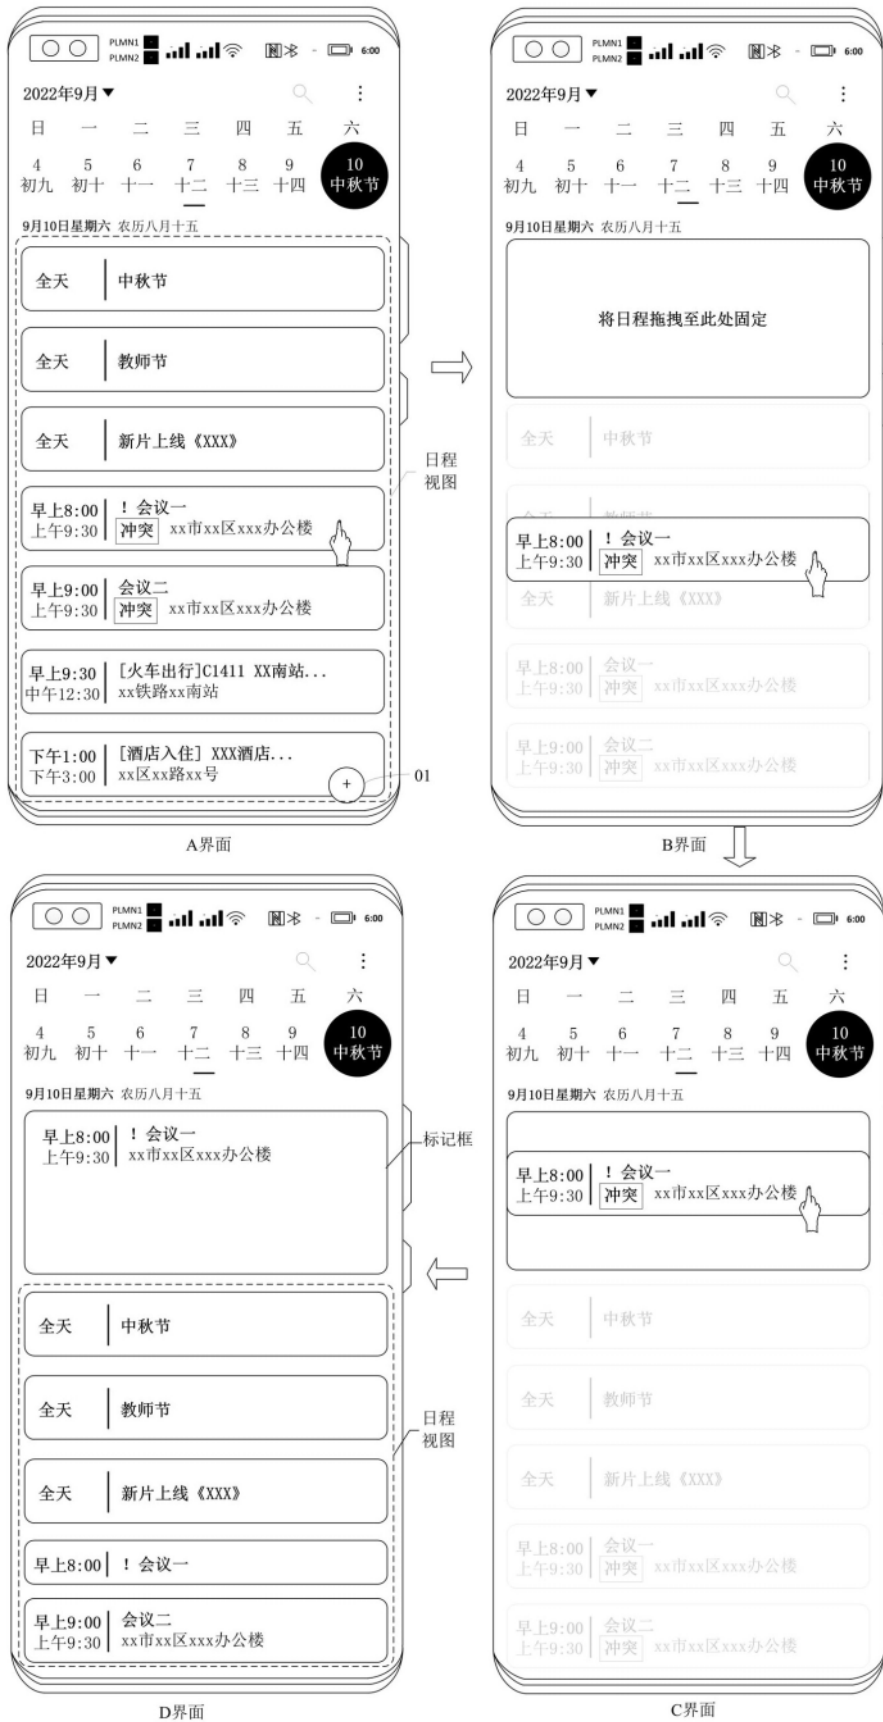 PLMN1
PLMN2
6:00
2022年9月▼
日 一 二 三 四 五 六
4 5 6 7 8 9 10
初九 初十 十一 十二 十三 十四 中秋节
9月10日星期六 农历八月十五
全天 中秋节
全天 教师节
全天 新片上线《XXX》
早上8:00 ！会议一
上午9:30 冲突 xx市xx区xxx办公楼
早上9:00 会议二
上午9:30 冲突 xx市xx区xxx办公楼
早上9:30 [火车出行]C1411 XX南站...
中午12:30 xx铁路xx南站
下午1:00 [酒店入住] XXX酒店...
下午3:00 xx区xx路xx号
+
01
日程
视图
A界面
PLMN1
PLMN2
6:00
2022年9月▼
日 一 二 三 四 五 六
4 5 6 7 8 9 10
初九 初十 十一 十二 十三 十四 中秋节
9月10日星期六 农历八月十五
将日程拖拽至此处固定
全天 中秋节
全天 教师节
早上8:00 ！会议一
上午9:30 冲突 xx市xx区xxx办公楼
全天 新片上线《XXX》
早上8:00 会议一
上午9:30 冲突 xx市xx区xxx办公楼
早上9:00 会议二
上午9:30 冲突 xx市xx区xxx办公楼
B界面
PLMN1
PLMN2
6:00
2022年9月▼
日 一 二 三 四 五 六
4 5 6 7 8 9 10
初九 初十 十一 十二 十三 十四 中秋节
9月10日星期六 农历八月十五
早上8:00 ！会议一
上午9:30 xx市xx区xxx办公楼
标记框
全天 中秋节
全天 教师节
全天 新片上线《XXX》
早上8:00 ！会议一
早上9:00 会议二
上午9:30 xx市xx区xxx办公楼
日程
视图
D界面
PLMN1
PLMN2
6:00
2022年9月▼
日 一 二 三 四 五 六
4 5 6 7 8 9 10
初九 初十 十一 十二 十三 十四 中秋节
9月10日星期六 农历八月十五
早上8:00 ！会议一
上午9:30 冲突 xx市xx区xxx办公楼
全天 中秋节
全天 教师节
全天 新片上线《XXX》
早上8:00 会议一
上午9:30 冲突 xx市xx区xxx办公楼
早上9:00 会议二
上午9:30 冲突 xx市xx区xxx办公楼
C界面